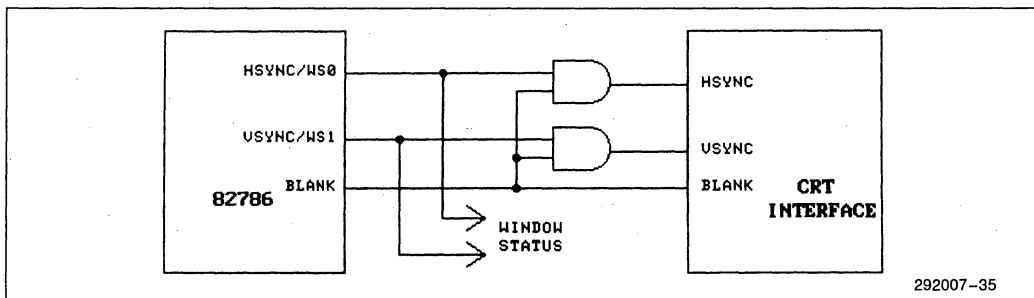 HSYNC/WS0
HSYNC
VSYNC/WS1
VSYNC
BLANK
BLANK
82786
CRT
INTERFACE
WINDOW
STATUS
292007-35